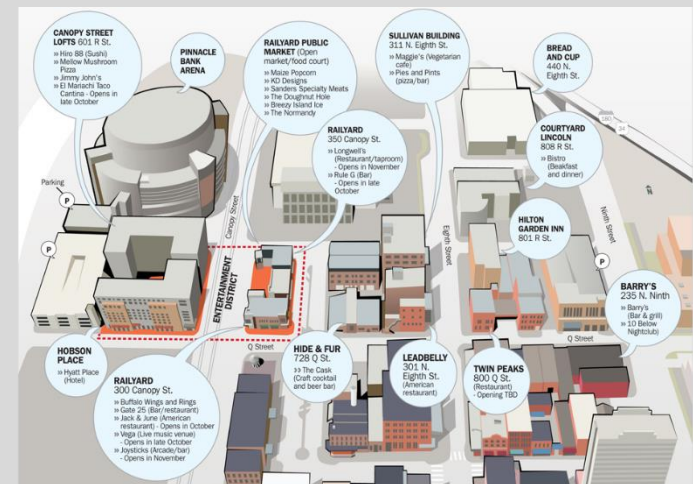 CANOPY STREET
LOFTS 601 R St.
» Hiro 88 (Sushi)
» Mellow Mushroom
Pizza
» Jimmy John's
» El Mariachi Taco
Cantina - Opens in
late October
PINNACLE
BANK
ARENA
RAILYARD PUBLIC
MARKET (Open
market/food court)
» Maize Popcorn
» KD Designs
» Sanders Specialty Meats
» The Doughnut Hole
» Breezy Island Ice
» The Normandy
RAILYARD
350 Canopy St.
» Longwell's
(Restaurant/taproom)
- Opens in November
» Rule G (Bar)
- Opens in late
October
SULLIVAN BUILDING
311 N. Eighth St.
» Maggie's (Vegetarian
cafe)
» Pies and Pints
(pizza/bar)
BREAD
AND CUP
440 N.
Eighth St.
COURTYARD
LINCOLN
808 R St.
» Bistro
(Breakfast
and dinner)
HILTON
GARDEN INN
801 R St.
BARRY'S
235 N. Ninth
» Barry's
(Bar & grill)
» 10 Below
Nightclub)
Parking
P
P
P
Canopy Street
Eighth Street
Ninth Street
180
34
ENTERTAINMENT
DISTRICT
Q Street
Q Street
HOBSON
PLACE
» Hyatt Place
(Hotel)
RAILYARD
300 Canopy St.
» Buffalo Wings and Rings
» Gate 25 (Bar/restaurant)
» Jack & June (American
restaurant) - Opens in October
» Vega (Live music venue)
- Opens in late October
» Joysticks (Arcade/bar)
- Opens in November
HIDE & FUR
728 Q St.
» The Cask
(Craft cocktail
and beer bar)
LEADBELLY
301 N.
Eighth St.
(American
restaurant)
TWIN PEAKS
800 Q St.
(Restaurant)
- Opening TBD